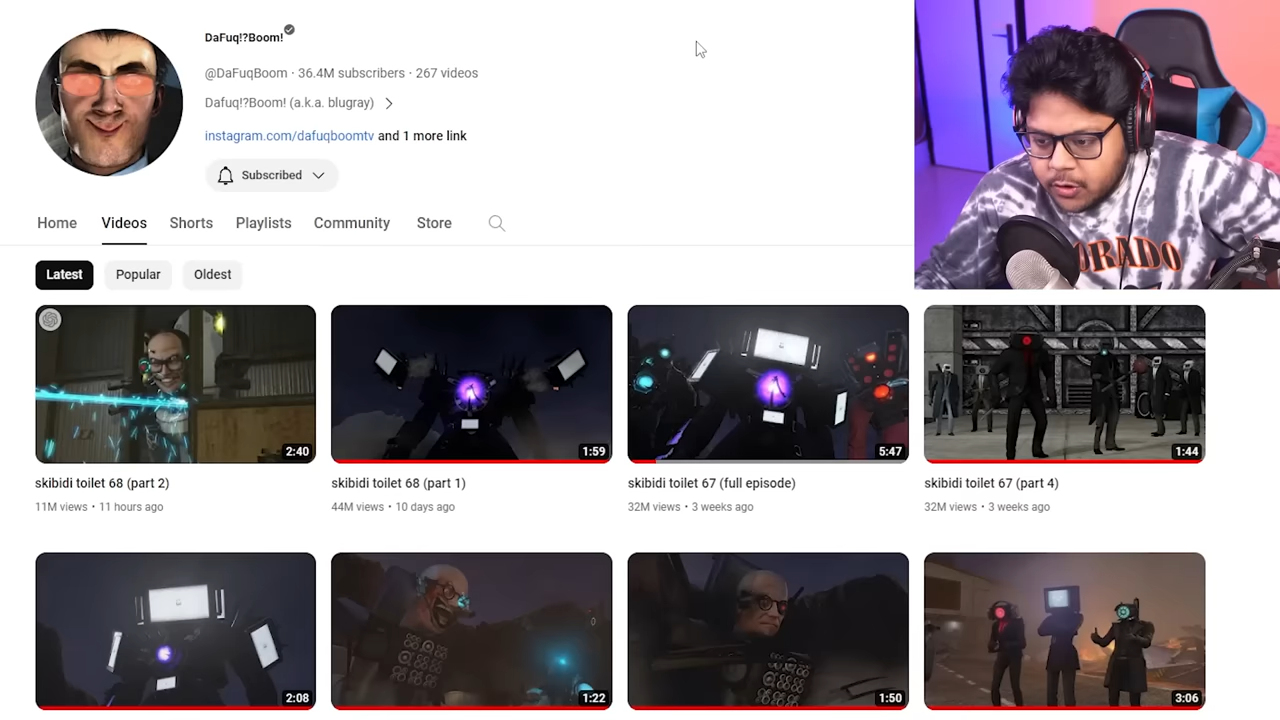 DaFuq!?Boom!
@DaFuqBoom · 36.4M subscribers · 267 videos
Dafuq!?Boom! (a.k.a. blugray)
instagram.com/dafuqboomtv and 1 more link
Subscribed
Home Videos Shorts Playlists Community Store
Latest Popular Oldest
ORADO
2:40 1:59 5:47 1:44
skibidi toilet 68 (part 2)
11M views • 11 hours ago
skibidi toilet 68 (part 1)
44M views • 10 days ago
skibidi toilet 67 (full episode)
32M views • 3 weeks ago
skibidi toilet 67 (part 4)
32M views • 3 weeks ago
2:08 1:22 1:50 3:06